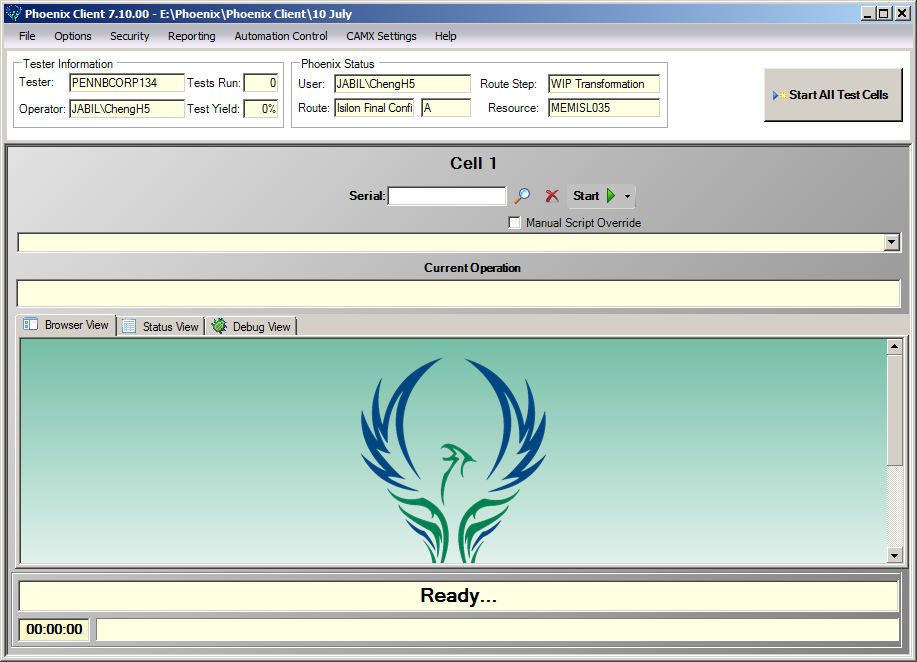 Phoenix Client 7.10.00 - E:\Phoenix\Phoenix Client\10 July
File Options Security Reporting Automation Control CAMX Settings Help
Tester Information Phoenix Status
Tester: PENNBCORP134 Tests Run: 0 User: JABIL\ChengH5 Route Step: WIP Transformation
Operator: JABIL\ChengH5 Test Yield: 0% Route: Isilon Final Confi A Resource: MEMISL035
Start All Test Cells
Cell 1
Serial: Start
Manual Script Override
Current Operation
Browser View Status View Debug View
Ready...
00:00:00